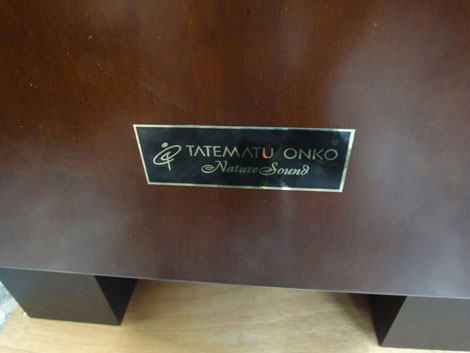 TATEMATU ONKO
Nature Sound